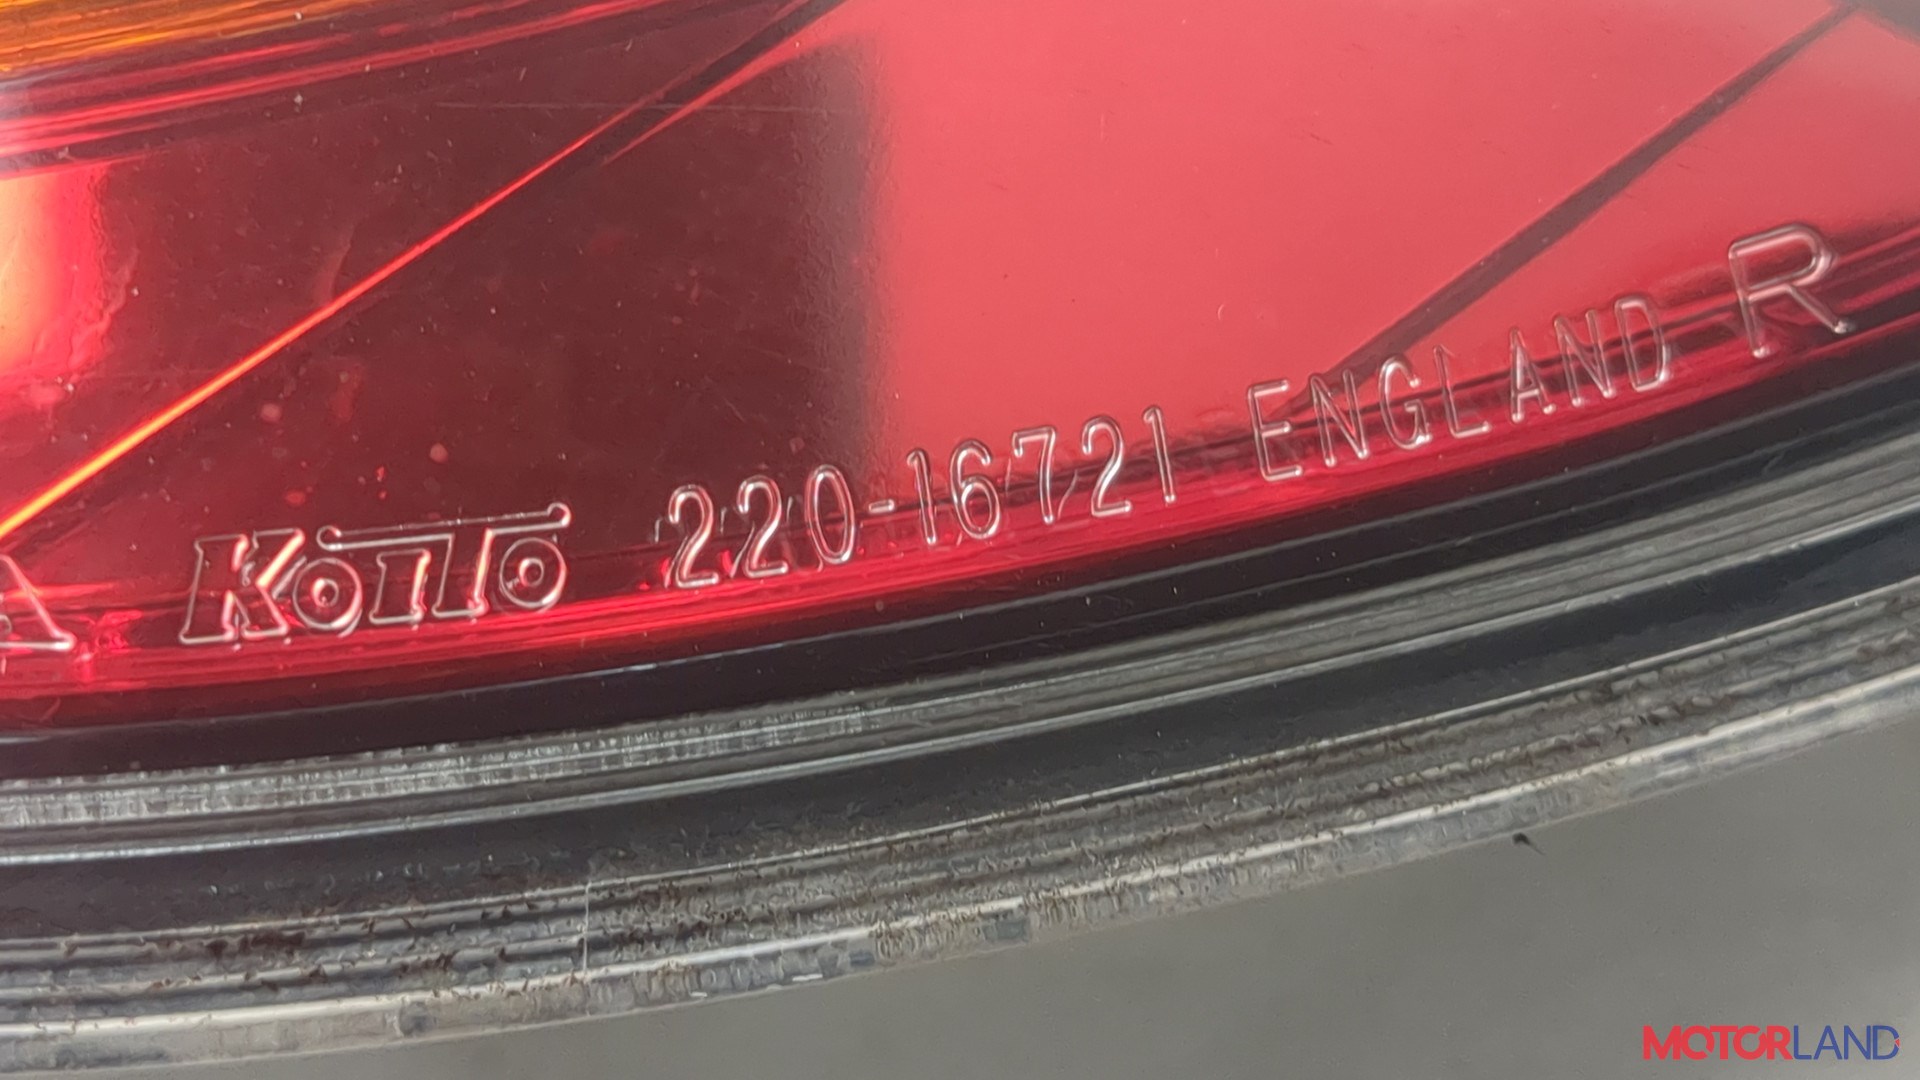 A KOITO 220-16721 ENGLAND R
MOTORLAND